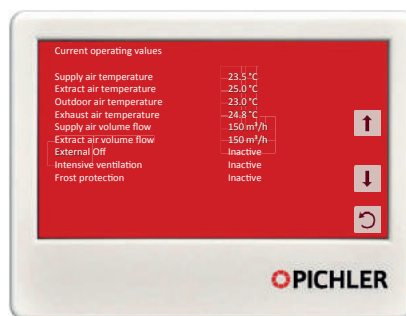 Current operating values
Supply air temperature 23.5 °C
Extract air temperature 25.0 °C
Outdoor air temperature 23.0 °C
Exhaust air temperature 24.8 °C
Supply air volume flow 150 m³/h
Extract air volume flow 150 m³/h
External Off Inactive
Intensive ventilation Inactive
Frost protection Inactive
PICHLER